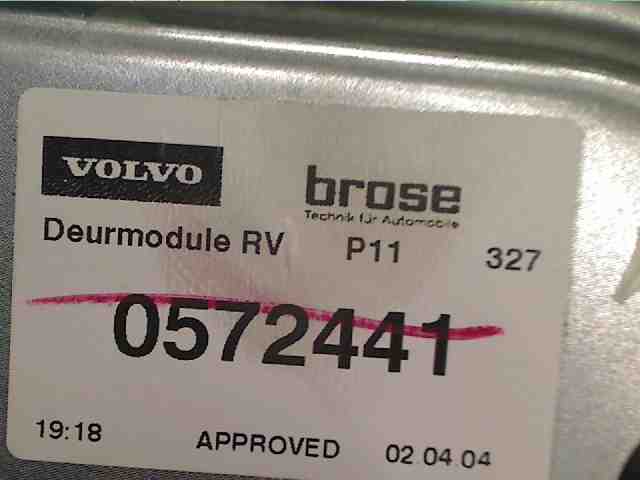 VOLVO
brose
Technik für Automobile
Deurmodule RV P11 327
0572441
19:18 APPROVED 02 04 04